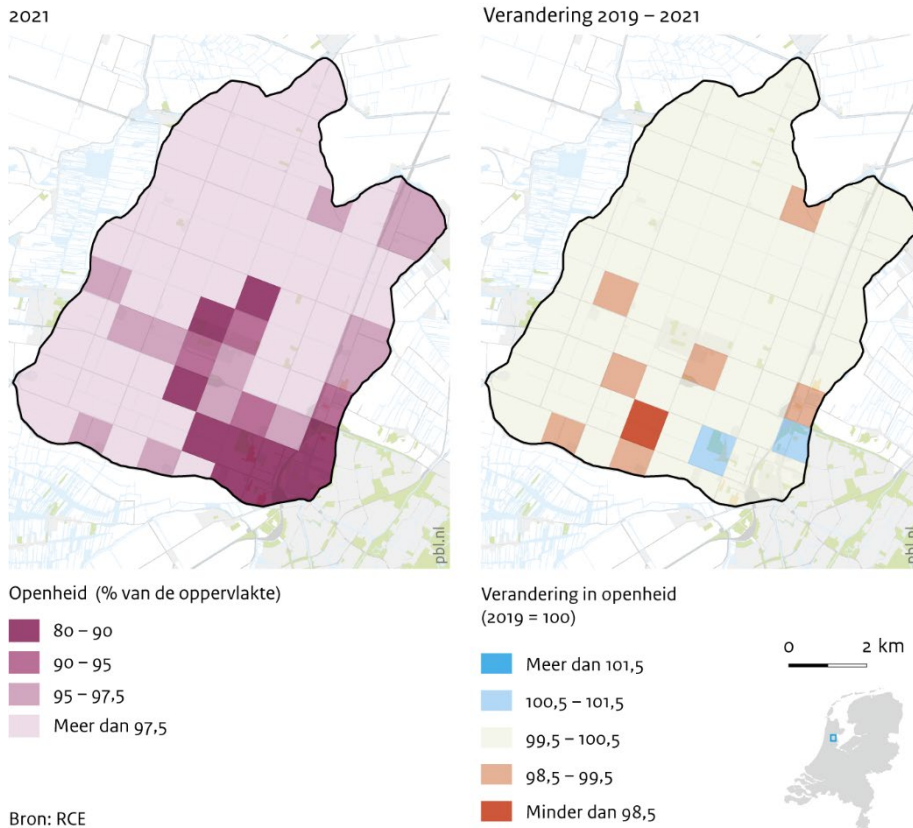 2021
Verandering 2019 – 2021
pbl.nl
pbl.nl
Openheid (% van de oppervlakte)
80 – 90
90 – 95
95 – 97,5
Meer dan 97,5
Verandering in openheid
(2019 = 100)
Meer dan 101,5
100,5 – 101,5
99,5 – 100,5
98,5 – 99,5
Minder dan 98,5
0 2 km
Bron: RCE